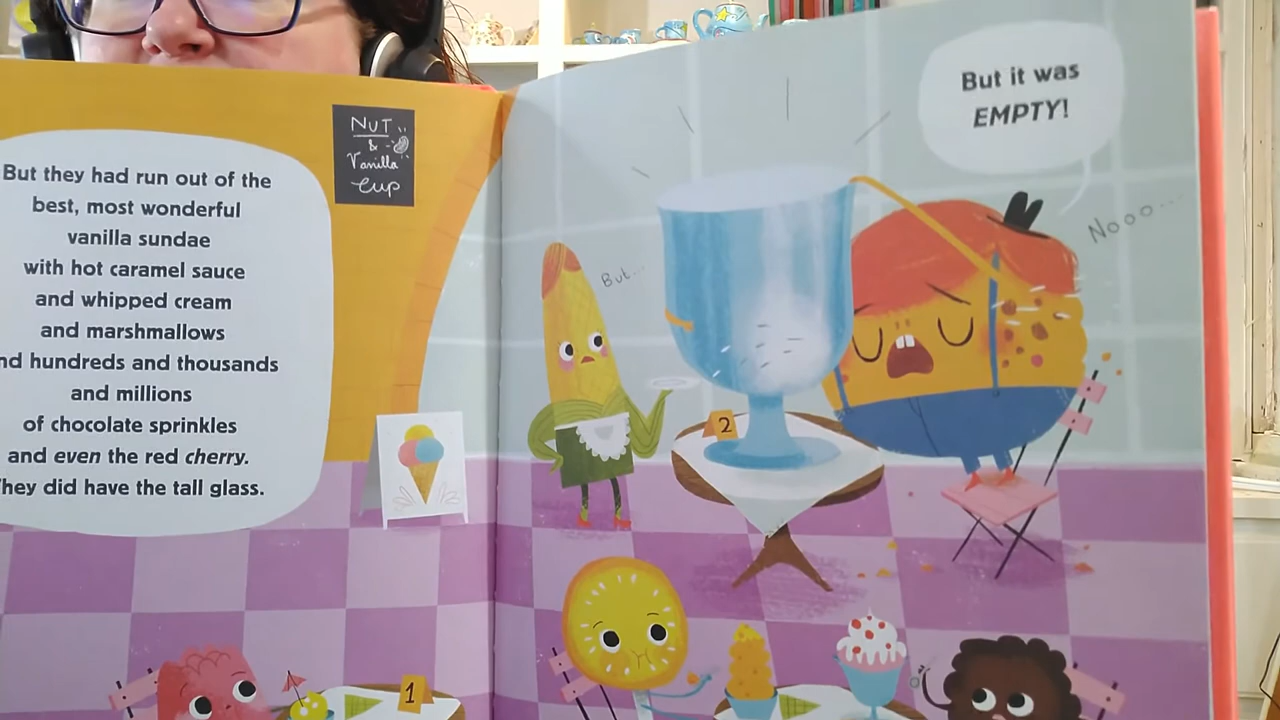 NUT
&
Vanilla
Cup
But they had run out of the
best, most wonderful
vanilla sundae
with hot caramel sauce
and whipped cream
and marshmallows
nd hundreds and thousands
and millions
of chocolate sprinkles
and even the red cherry.
They did have the tall glass.
But it was
EMPTY!
But...
Nooo...
2
1